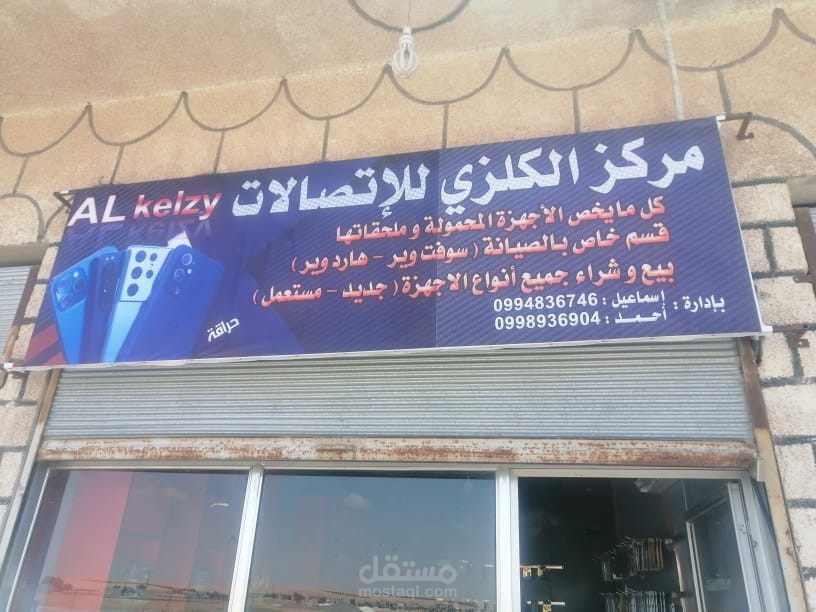 مركز الكلزي للإتصالات
AL kelzy
كل مايخص الأجهزة المحمولة و ملحقاتها
قسم خاص بالصيانة ( سوفت وير - هارد وير )
بيع و شراء جميع أنواع الاجهزة ( جديد - مستعمل )
بإدارة : إسماعيل : 0994836746
أحمد : 0998936904
حراقة
مستقل
mostaql.com